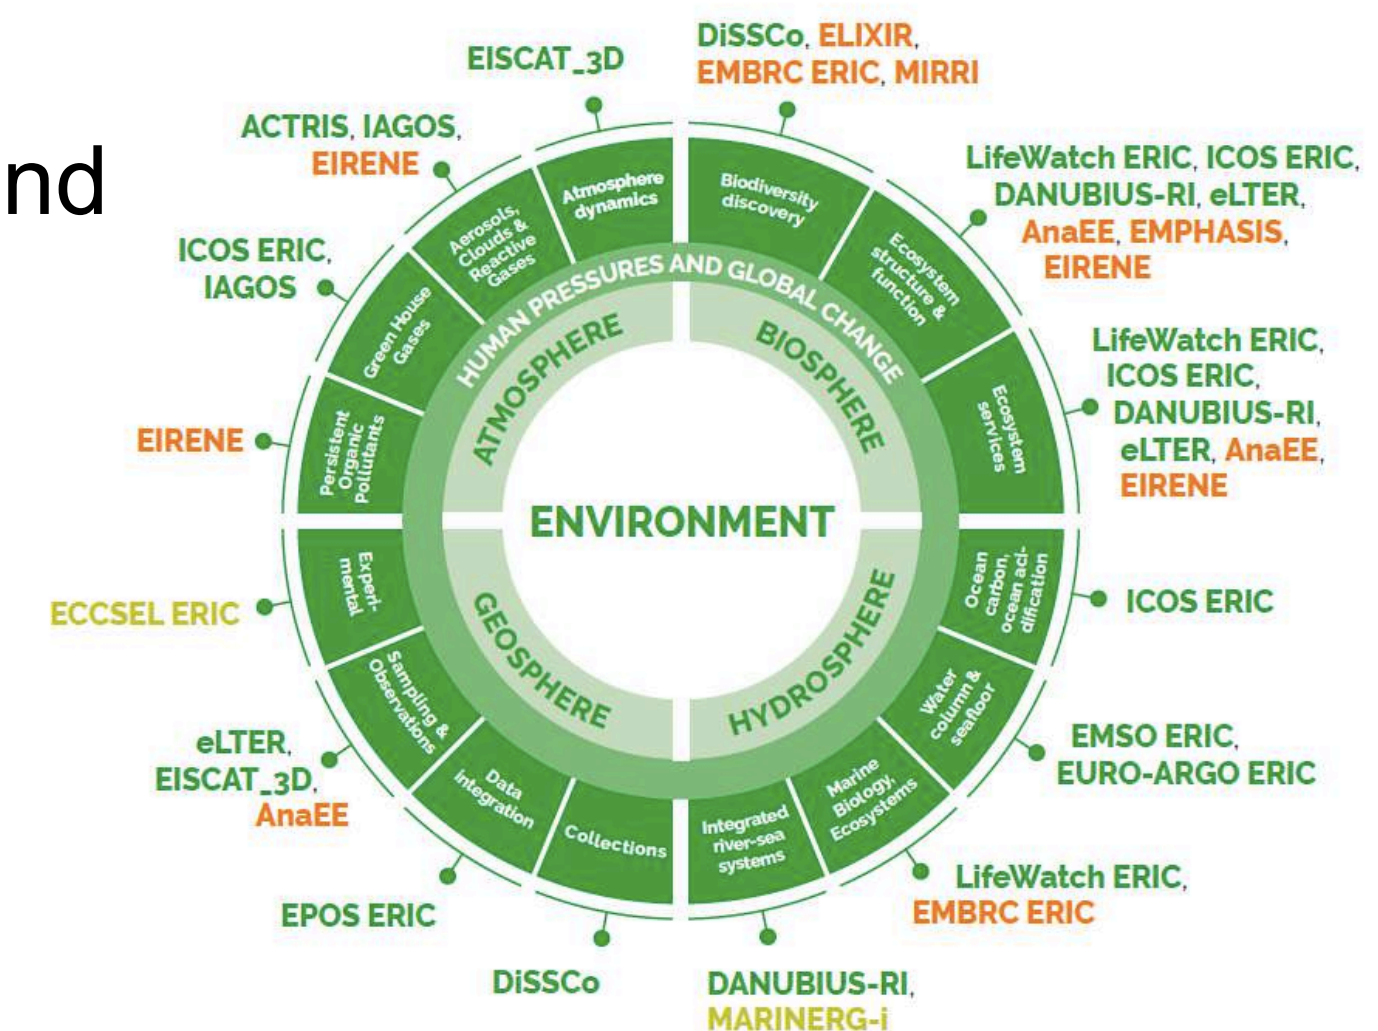 nd
EISCAT_3D
DiSSCo, ELIXIR,
EMBRC ERIC, MIRRI
ACTRIS, IAGOS,
EIRENE
LifeWatch ERIC, ICOS ERIC,
DANUBIUS-RI, eLTER,
AnaEE, EMPHASIS,
EIRENE
ICOS ERIC,
IAGOS
LifeWatch ERIC,
ICOS ERIC,
DANUBIUS-RI,
eLTER, AnaEE,
EIRENE
EIRENE
Atmosphere
dynamics
Biodiversity
discovery
Aerosols,
Clouds &
Reactive
Gases
Ecosystem
structure &
function
Green House
Gases
Ecosystem
services
Persistent
Organic
Pollutants
HUMAN PRESSURES AND GLOBAL CHANGE
ATMOSPHERE
BIOSPHERE
ENVIRONMENT
GEOSPHERE
HYDROSPHERE
Experi-
mental
Ocean
carbon,
ocean aci-
dification
ECCSEL ERIC
ICOS ERIC
Sampling &
Observations
Water
column &
seafloor
Data
Integration
Marine
Biology,
Ecosystems
Collections
Integrated
river-sea
systems
eLTER,
EISCAT_3D,
AnaEE
EMSO ERIC,
EURO-ARGO ERIC
EPOS ERIC
LifeWatch ERIC,
EMBRC ERIC
DiSSCo
DANUBIUS-RI,
MARINERG-i